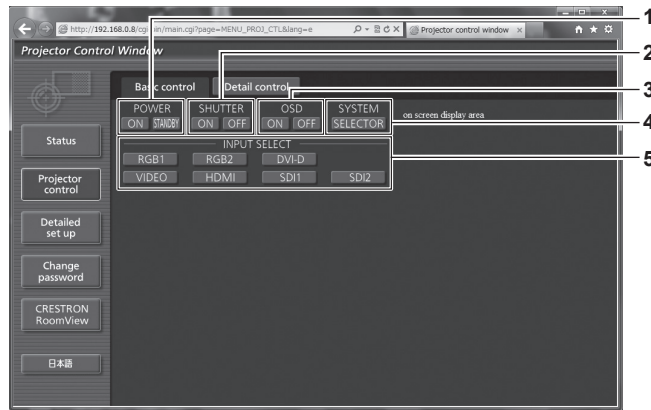 http://192.168.0.8/cgi-bin/main.cgi?page=MENU_PROJ_CTL&lang=e
Projector control window
1
Projector Control Window
2
Basic control
Detail control
3
POWER
SHUTTER
OSD
SYSTEM
on screen display area
ON STANDBY
ON OFF
ON OFF
SELECTOR
4
Status
INPUT SELECT
5
RGB1 RGB2 DVI-D
VIDEO HDMI SDI1 SDI2
Projector
control
Detailed
set up
Change
password
CRESTRON
RoomView
日本語